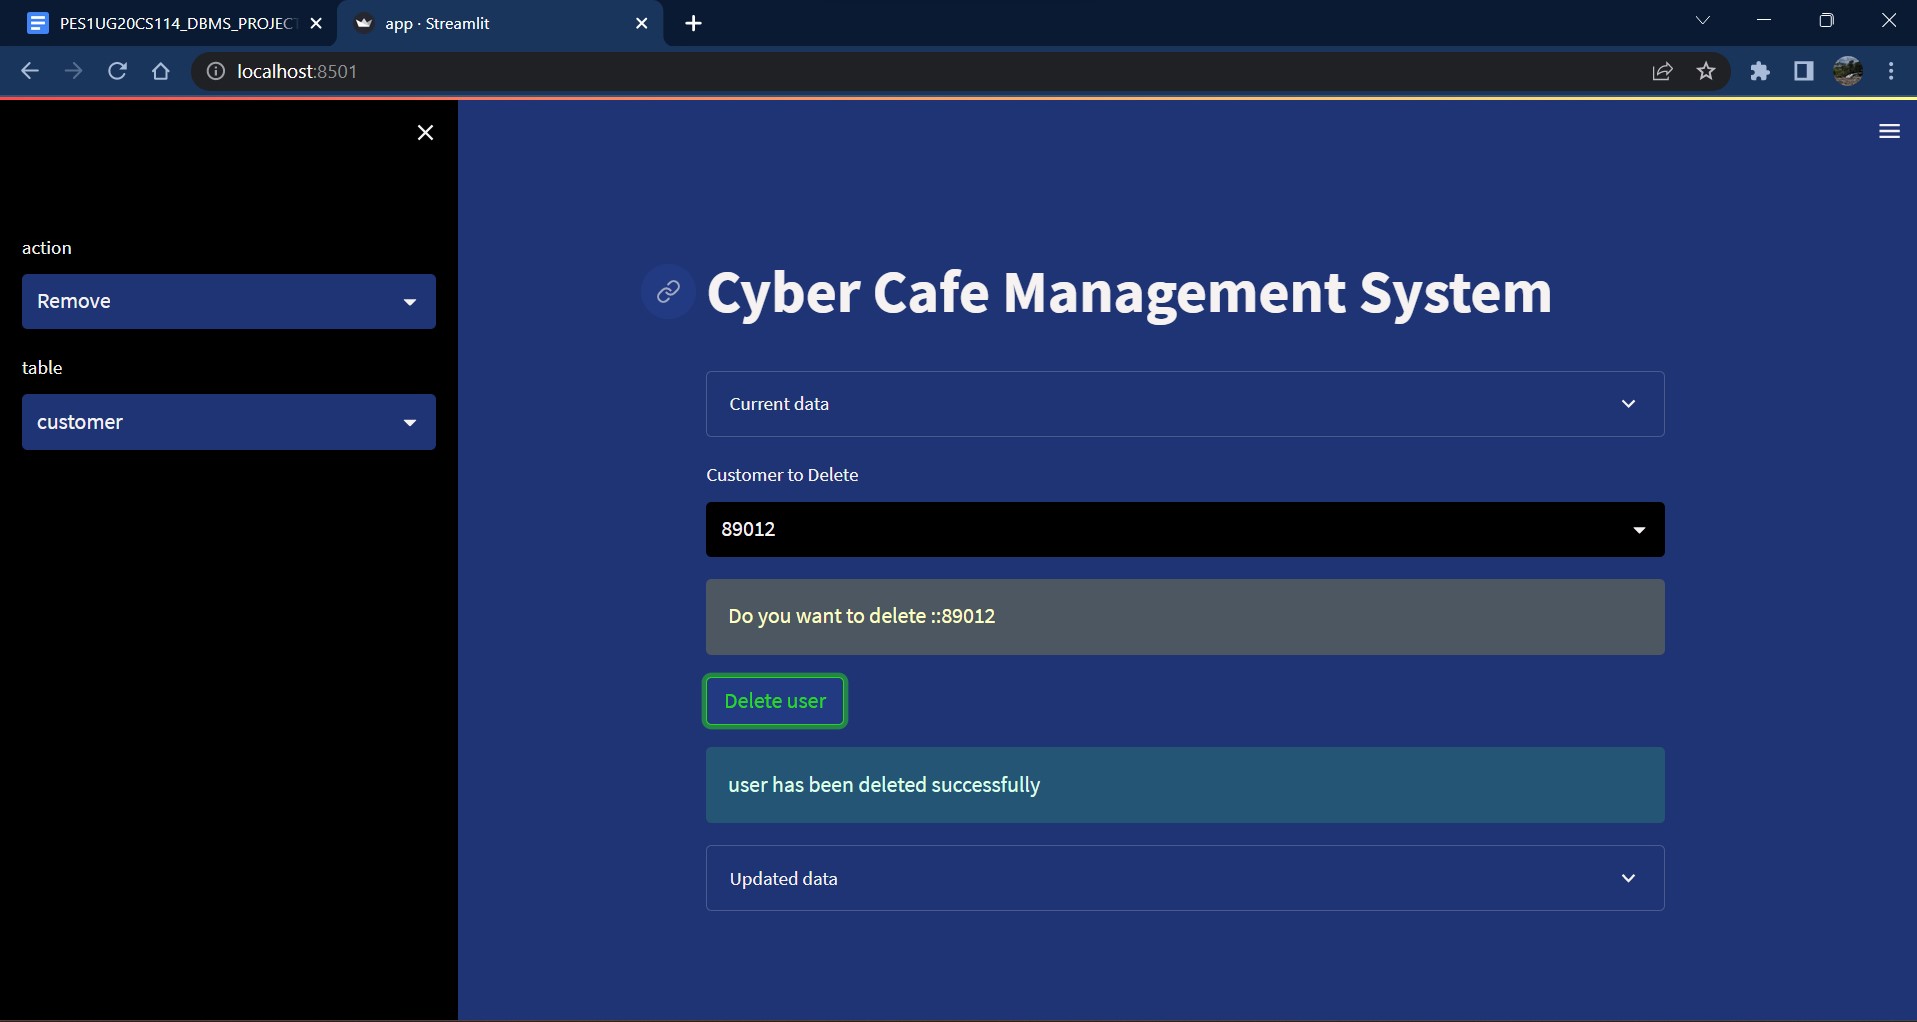 PES1UG20CS114_DBMS_PROJECT
app · Streamlit
localhost:8501
action
Remove
table
customer
Cyber Cafe Management System
Current data
Customer to Delete
89012
Do you want to delete ::89012
Delete user
user has been deleted successfully
Updated data